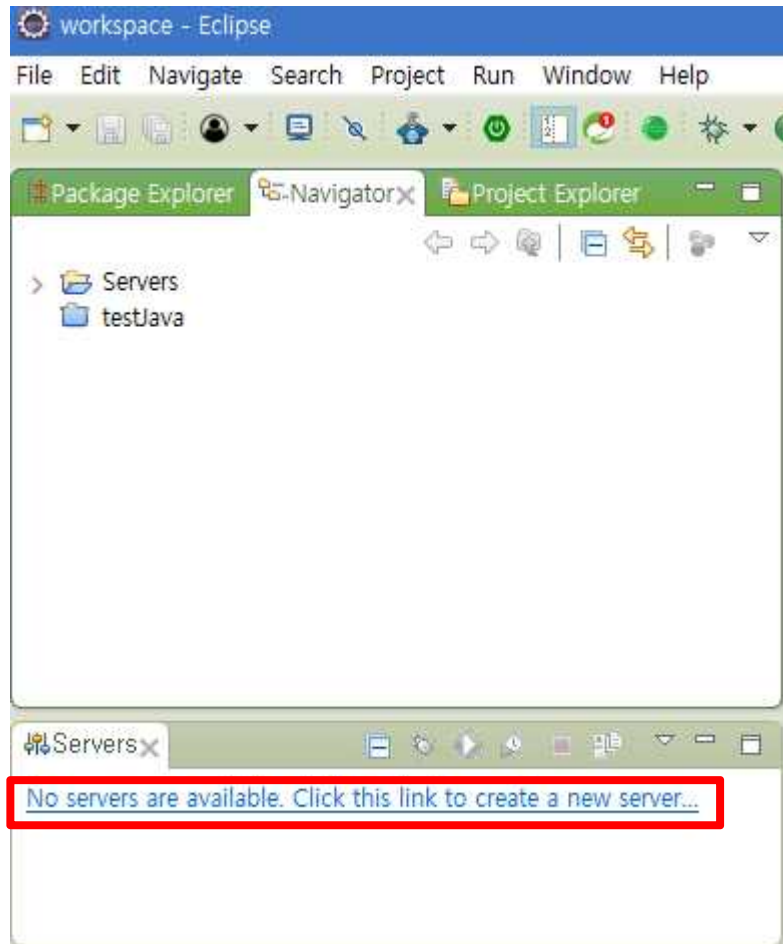 workspace - Eclipse
File Edit Navigate Search Project Run Window Help
Package Explorer Navigator Project Explorer
Servers
testJava
Servers
No servers are available. Click this link to create a new server...